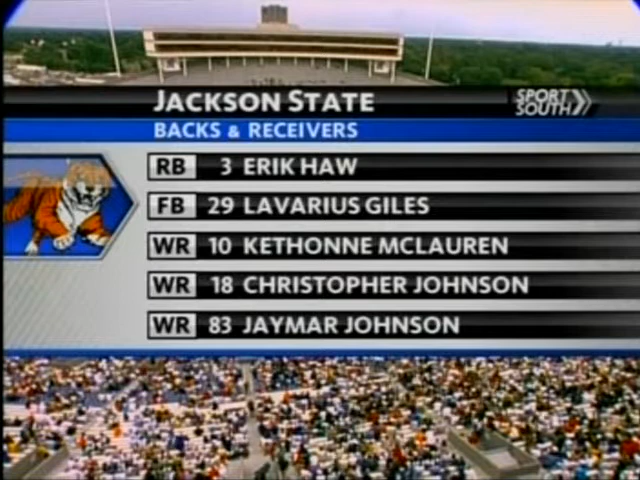 JACKSON STATE
SPORT SOUTH
BACKS & RECEIVERS
RB 3 ERIK HAW
FB 29 LAVARIUS GILES
WR 10 KETHONNE MCLAUREN
WR 18 CHRISTOPHER JOHNSON
WR 83 JAYMAR JOHNSON